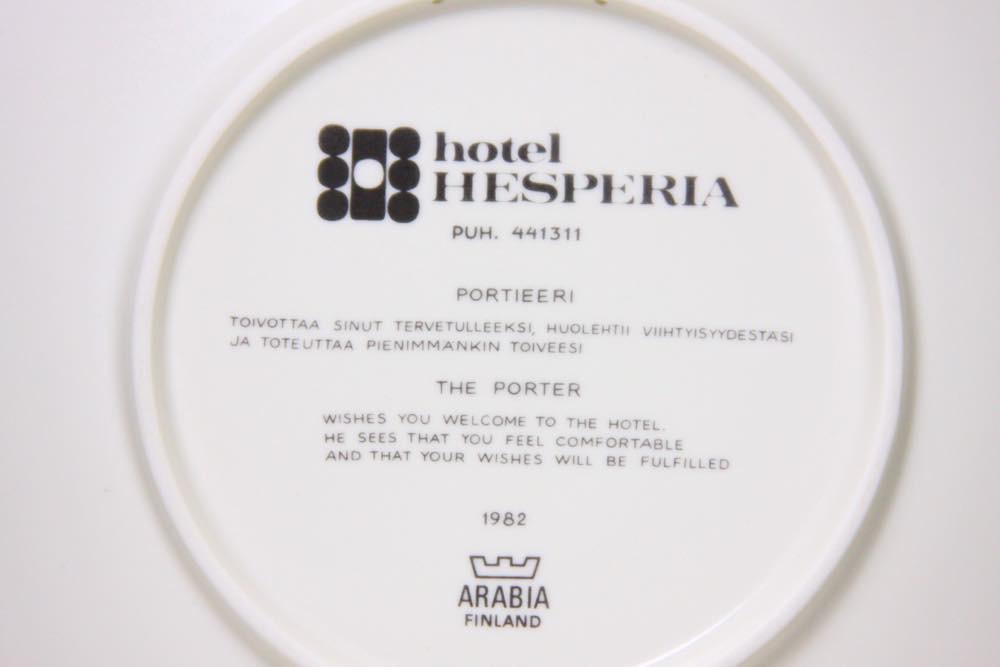 hotel
HESPERIA
PUH. 441311
PORTIEERI
TOIVOTTAA SINUT TERVETULLEEKSI, HUOLEHTII VIIHTYISYYDESTÄSI
JA TOTEUTTAA PIENIMMÄNKIN TOIVEESI
THE PORTER
WISHES YOU WELCOME TO THE HOTEL.
HE SEES THAT YOU FEEL COMFORTABLE
AND THAT YOUR WISHES WILL BE FULFILLED
1982
ARABIA
FINLAND